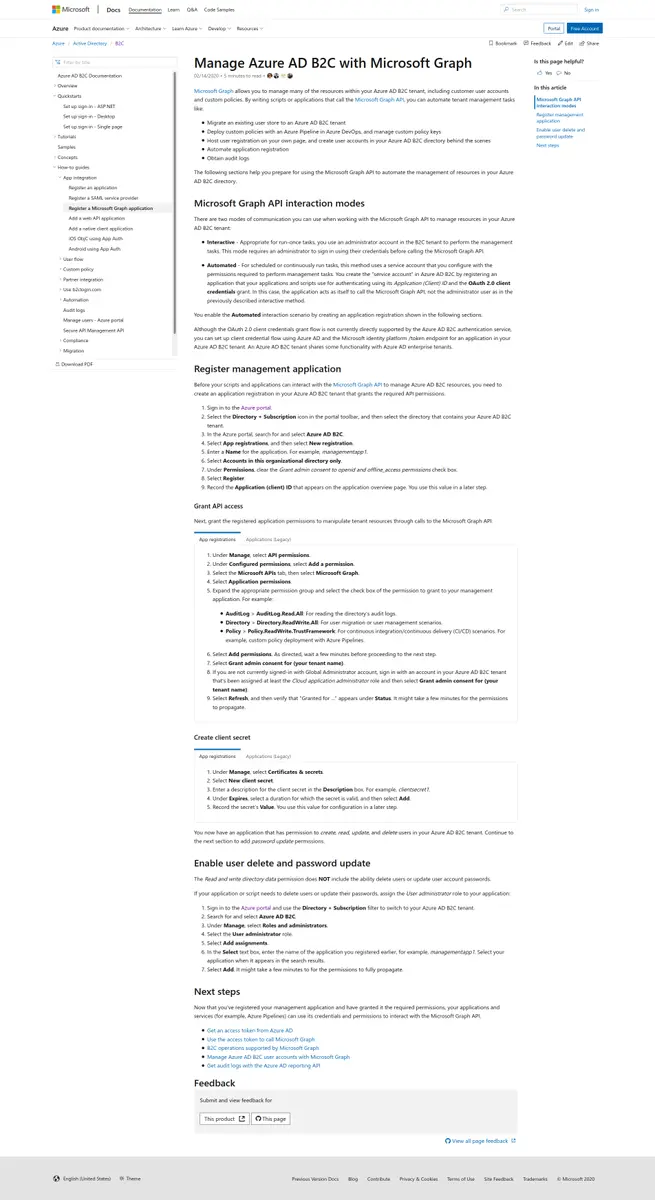 Microsoft
Docs
Documentation
Learn
Q&A
Code Samples
Search
Sign in
Azure
Product documentation
Architecture
Learn Azure
Develop
Resources
Portal
Free Account
Azure / Active Directory / B2C
Bookmark
Feedback
Edit
Share
Filter by title
Azure AD B2C Documentation
Overview
Quickstarts
Set up sign-in - ASP.NET
Set up sign-in - Desktop
Set up sign-in - Single page
Tutorials
Samples
Concepts
How-to guides
App integration
Register an application
Register a SAML service provider
Register a Microsoft Graph application
Add a web API application
Add a native client application
iOS ObjC using App Auth
Android using App Auth
User flow
Custom policy
Partner integration
Use b2clogin.com
Automation
Audit logs
Manage users - Azure portal
Secure API Management API
Compliance
Migration
Download PDF
Manage Azure AD B2C with Microsoft Graph
02/14/2020 • 5 minutes to read •
Microsoft Graph allows you to manage many of the resources within your Azure AD B2C tenant, including customer user accounts
and custom policies. By writing scripts or applications that call the Microsoft Graph API, you can automate tenant management tasks
like:
• Migrate an existing user store to an Azure AD B2C tenant
• Deploy custom policies with an Azure Pipeline in Azure DevOps, and manage custom policy keys
• Host user registration on your own page, and create user accounts in your Azure AD B2C directory behind the scenes
• Automate application registration
• Obtain audit logs
The following sections help you prepare for using the Microsoft Graph API to automate the management of resources in your Azure
AD B2C directory.
Microsoft Graph API interaction modes
There are two modes of communication you can use when working with the Microsoft Graph API to manage resources in your Azure
AD B2C tenant:
• Interactive - Appropriate for run-once tasks, you use an administrator account in the B2C tenant to perform the management
tasks. This mode requires an administrator to sign in using their credentials before calling the Microsoft Graph API.
• Automated - For scheduled or continuously run tasks, this method uses a service account that you configure with the
permissions required to perform management tasks. You create the "service account" in Azure AD B2C by registering an
application that your applications and scripts use for authenticating using its Application (Client) ID and the OAuth 2.0 client
credentials grant. In this case, the application acts as itself to call the Microsoft Graph API, not the administrator user as in the
previously described interactive method.
You enable the Automated interaction scenario by creating an application registration shown in the following sections.
Although the OAuth 2.0 client credentials grant flow is not currently directly supported by the Azure AD B2C authentication service,
you can set up client credential flow using Azure AD and the Microsoft identity platform /token endpoint for an application in your
Azure AD B2C tenant. An Azure AD B2C tenant shares some functionality with Azure AD enterprise tenants.
Register management application
Before your scripts and applications can interact with the Microsoft Graph API to manage Azure AD B2C resources, you need to
create an application registration in your Azure AD B2C tenant that grants the required API permissions.
1. Sign in to the Azure portal.
2. Select the Directory + Subscription icon in the portal toolbar, and then select the directory that contains your Azure AD B2C
tenant.
3. In the Azure portal, search for and select Azure AD B2C.
4. Select App registrations, and then select New registration.
5. Enter a Name for the application. For example, managementapp1.
6. Select Accounts in this organizational directory only.
7. Under Permissions, clear the Grant admin consent to openid and offline_access permissions check box.
8. Select Register.
9. Record the Application (client) ID that appears on the application overview page. You use this value in a later step.
Grant API access
Next, grant the registered application permissions to manipulate tenant resources through calls to the Microsoft Graph API:
App registrations
Applications (Legacy)
1. Under Manage, select API permissions.
2. Under Configured permissions, select Add a permission.
3. Select the Microsoft APIs tab, then select Microsoft Graph.
4. Select Application permissions.
5. Expand the appropriate permission group and select the check box of the permission to grant to your management
application. For example:
• AuditLog > AuditLog.Read.All: For reading the directory's audit logs.
• Directory > Directory.ReadWrite.All: For user migration or user management scenarios.
• Policy > Policy.ReadWrite.TrustFramework: For continuous integration/continuous delivery (CI/CD) scenarios. For
example, custom policy deployment with Azure Pipelines.
6. Select Add permissions. As directed, wait a few minutes before proceeding to the next step.
7. Select Grant admin consent for (your tenant name).
8. If you are not currently signed-in with Global Administrator account, sign in with an account in your Azure AD B2C tenant
that's been assigned at least the Cloud application administrator role and then select Grant admin consent for (your
tenant name).
9. Select Refresh, and then verify that "Granted for ..." appears under Status. It might take a few minutes for the permissions
to propagate.
Create client secret
App registrations
Applications (Legacy)
1. Under Manage, select Certificates & secrets.
2. Select New client secret.
3. Enter a description for the client secret in the Description box. For example, clientsecret1.
4. Under Expires, select a duration for which the secret is valid, and then select Add.
5. Record the secret's Value. You use this value for configuration in a later step.
You now have an application that has permission to create, read, update, and delete users in your Azure AD B2C tenant. Continue to
the next section to add password update permissions.
Enable user delete and password update
The Read and write directory data permission does NOT include the ability delete users or update user account passwords.
If your application or script needs to delete users or update their passwords, assign the User administrator role to your application:
1. Sign in to the Azure portal and use the Directory + Subscription filter to switch to your Azure AD B2C tenant.
2. Search for and select Azure AD B2C.
3. Under Manage, select Roles and administrators.
4. Select the User administrator role.
5. Select Add assignments.
6. In the Select text box, enter the name of the application you registered earlier, for example, managementapp1. Select your
application when it appears in the search results.
7. Select Add. It might take a few minutes to for the permissions to fully propagate.
Next steps
Now that you've registered your management application and have granted it the required permissions, your applications and
services (for example, Azure Pipelines) can use its credentials and permissions to interact with the Microsoft Graph API.
• Get an access token from Azure AD
• Use the access token to call Microsoft Graph
• B2C operations supported by Microsoft Graph
• Manage Azure AD B2C user accounts with Microsoft Graph
• Get audit logs with the Azure AD reporting API
Feedback
Submit and view feedback for
This product
This page
View all page feedback
Is this page helpful?
Yes
No
In this article
Microsoft Graph API
interaction modes
Register management
application
Enable user delete and
password update
Next steps
English (United States)
Theme
Previous Version Docs
Blog
Contribute
Privacy & Cookies
Terms of Use
Site Feedback
Trademarks
© Microsoft 2020